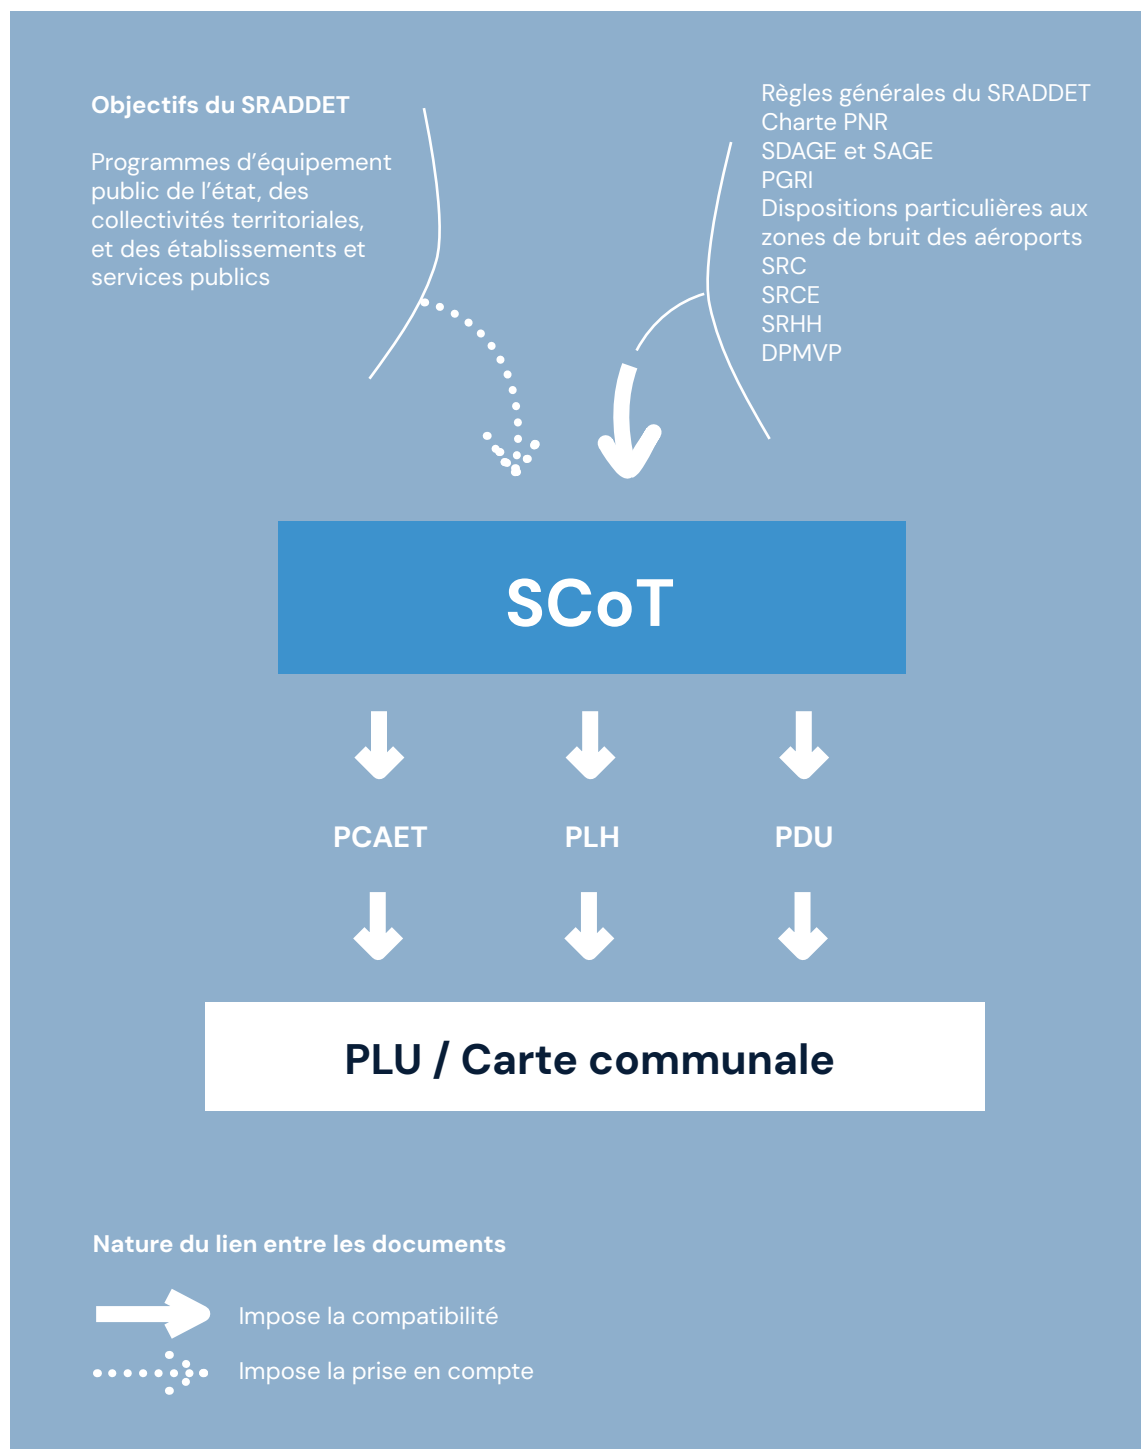 Objectifs du SRADDET
Programmes d’équipement
public de l’état, des
collectivités territoriales,
et des établissements et
services publics
Règles générales du SRADDET
Charte PNR
SDAGE et SAGE
PGRI
Dispositions particulières aux
zones de bruit des aéroports
SRC
SRCE
SRHH
DPMVP
SCoT
PCAET
PLH
PDU
PLU / Carte communale
Nature du lien entre les documents
Impose la compatibilité
Impose la prise en compte